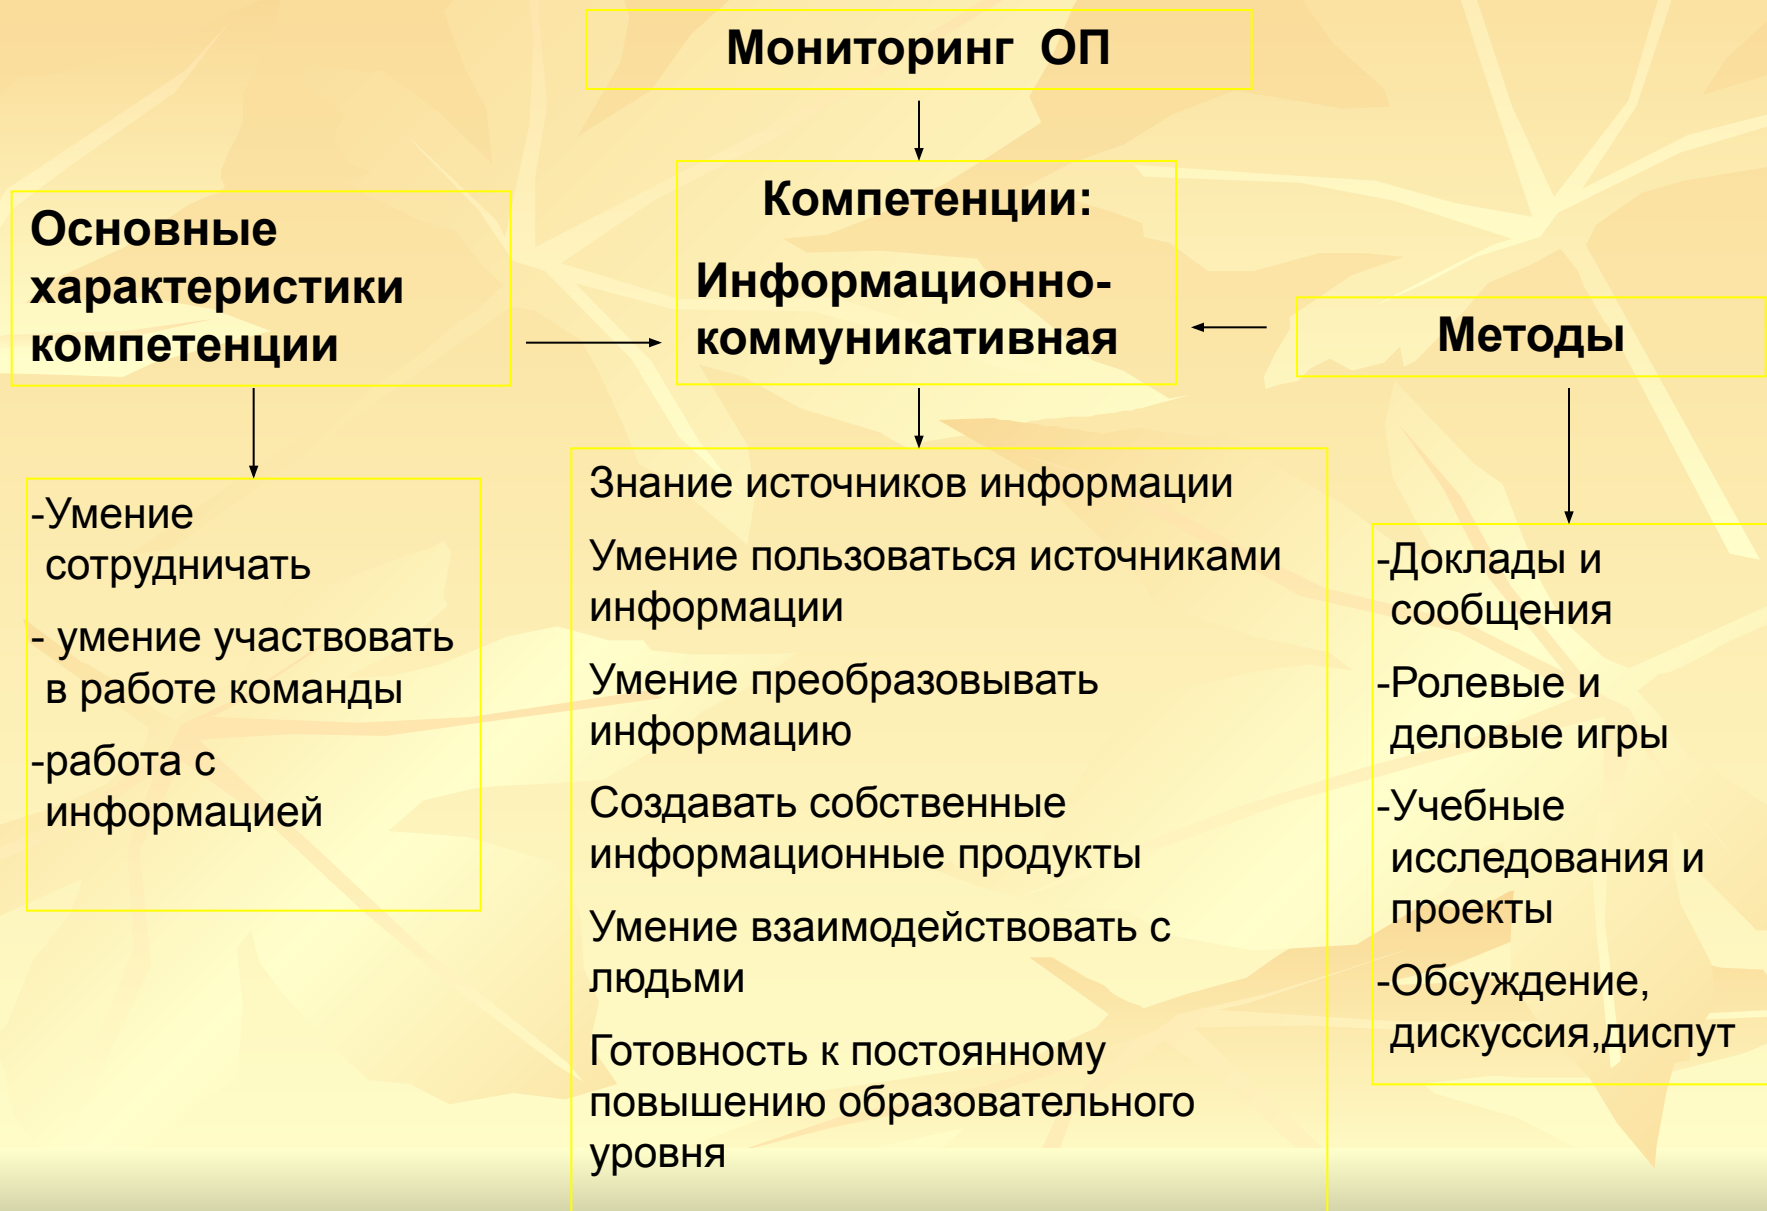 Мониторинг ОП
Компетенции:
Информационно-
коммуникативная
Основные
характеристики
компетенции
Методы
-Умение
сотрудничать
- умение участвовать
в работе команды
-работа с
информацией
Знание источников информации
Умение пользоваться источниками
информации
Умение преобразовывать
информацию
Создавать собственные
информационные продукты
Умение взаимодействовать с
людьми
Готовность к постоянному
повышению образовательного
уровня
-Доклады и
сообщения
-Ролевые и
деловые игры
-Учебные
исследования и
проекты
-Обсуждение,
дискуссия,диспут